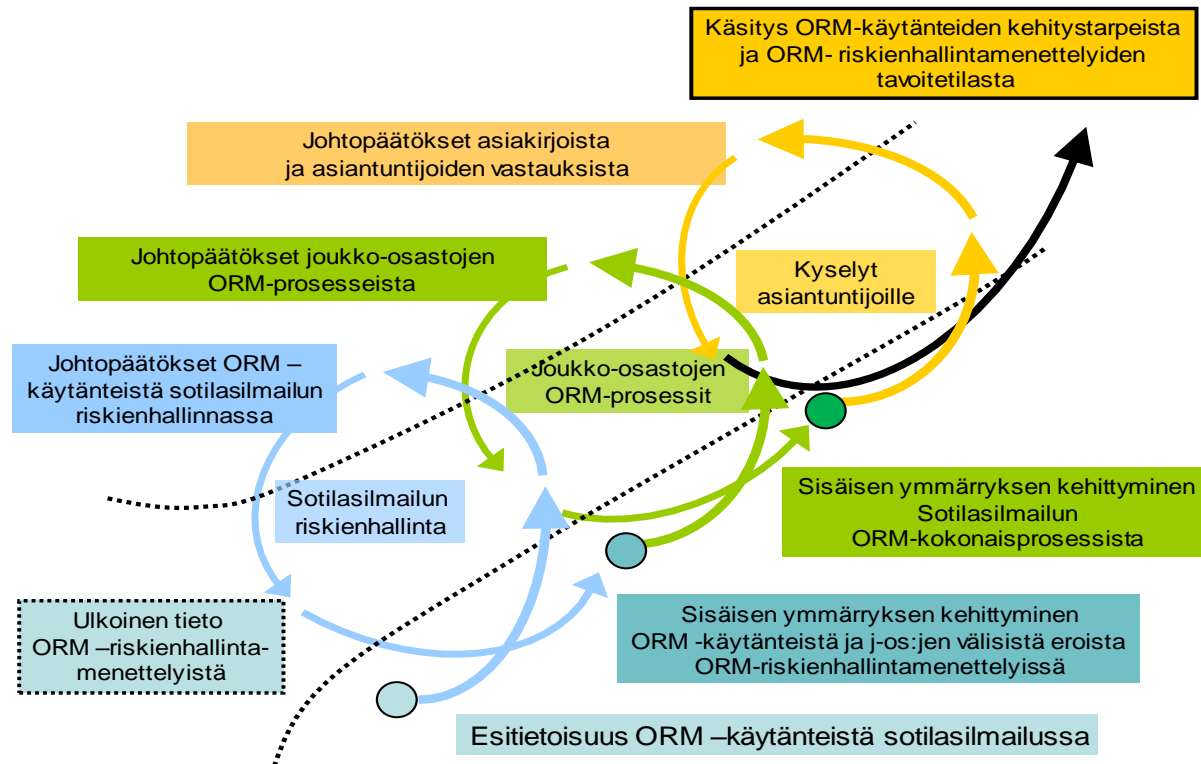 Käsitys ORM-käytänteiden kehitystarpeista
ja ORM- riskienhallintamenettelyiden
tavoitetilasta
Johtopäätökset asiakirjoista
ja asiantuntijoiden vastauksista
Johtopäätökset joukko-osastojen
ORM-prosesseista
Kyselyt
asiantuntijoille
Johtopäätökset ORM –
käytänteistä sotilasilmailun
riskienhallinnassa
Joukko-osastojen
ORM-prosessit
Sotilasilmailun
riskienhallinta
Sisäisen ymmärryksen kehittyminen
Sotilasilmailun
ORM-kokonaisprosessista
Ulkoinen tieto
ORM –riskienhallinta-
menettelyistä
Sisäisen ymmärryksen kehittyminen
ORM -käytänteistä ja j-os:jen välisistä eroista
ORM-riskienhallintamenettelyissä
Esitietoisuus ORM –käytänteistä sotilasilmailussa